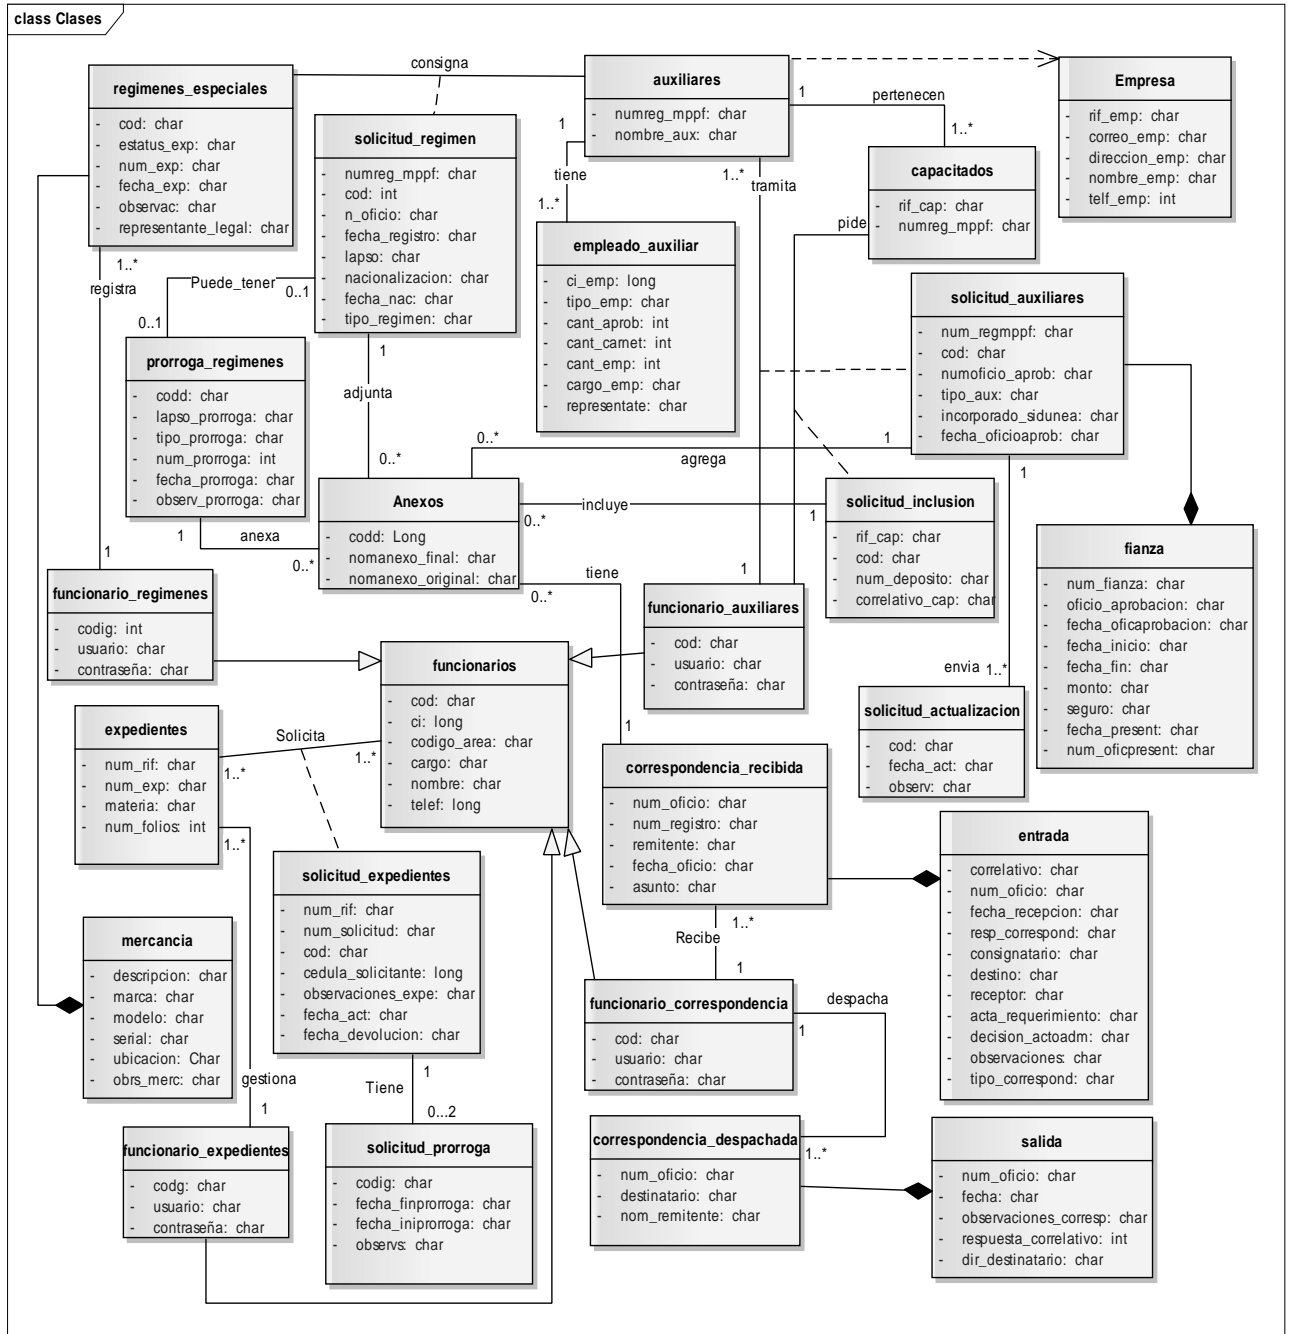 class Clases
regimenes_especiales
- cod: char
- estatus_exp: char
- num_exp: char
- fecha_exp: char
- observac: char
- representante_legal: char
consigna
solicitud_regimen
- numreg_mppf: char
- cod: int
- n_oficio: char
- fecha_registro: char
- lapso: char
- nacionalizacion: char
- fecha_nac: char
- tipo_regimen: char
auxiliares
- numreg_mppf: char
- nombre_aux: char
1
pertenecen
1..*
Empresa
- rif_emp: char
- correo_emp: char
- direccion_emp: char
- nombre_emp: char
- telf_emp: int
capacitados
- rif_cap: char
- numreg_mppf: char
1
tiene
1..*
1..*
tramita
pide
empleado_auxiliar
- ci_emp: long
- tipo_emp: char
- cant_aprob: int
- cant_carnet: int
- cant_emp: int
- cargo_emp: char
- representate: char
solicitud_auxiliares
- num_regmppf: char
- cod: char
- numoficio_aprob: char
- tipo_aux: char
- incorporado_sidunea: char
- fecha_oficioaprob: char
1..*
registra
Puede_tener
0..1
0..1
prorroga_regimenes
- codd: char
- lapso_prorroga: char
- tipo_prorroga: char
- num_prorroga: int
- fecha_prorroga: char
- observ_prorroga: char
1
adjunta
0..*
0..*
agrega
1
1
Anexos
- codd: Long
- nomanexo_final: char
- nomanexo_original: char
1
anexa
0..*
0..*
incluye
1
solicitud_inclusion
- rif_cap: char
- cod: char
- num_deposito: char
- correlativo_cap: char
fianza
- num_fianza: char
- oficio_aprobacion: char
- fecha_oficaprobacion: char
- fecha_inicio: char
- fecha_fin: char
- monto: char
- seguro: char
- fecha_present: char
- num_oficpresent: char
1
funcionario_regimenes
- codig: int
- usuario: char
- contraseña: char
tiene
0..*
1
1
funcionario_auxiliares
- cod: char
- usuario: char
- contraseña: char
funcionarios
- cod: char
- ci: long
- codigo_area: char
- cargo: char
- nombre: char
- telef: long
envia
1..*
solicitud_actualizacion
- cod: char
- fecha_act: char
- observ: char
expedientes
- num_rif: char
- num_exp: char
- materia: char
- num_folios: int
Solicita
1..*
1..*
1..*
correspondencia_recibida
- num_oficio: char
- num_registro: char
- remitente: char
- fecha_oficio: char
- asunto: char
entrada
- correlativo: char
- num_oficio: char
- fecha_recepcion: char
- resp_correspond: char
- consignatario: char
- destino: char
- receptor: char
- acta_requerimiento: char
- decision_actoadm: char
- observaciones: char
- tipo_correspond: char
solicitud_expedientes
- num_rif: char
- num_solicitud: char
- cod: char
- cedula_solicitante: long
- observaciones_expe: char
- fecha_act: char
- fecha_devolucion: char
mercancia
- descripcion: char
- marca: char
- modelo: char
- serial: char
- ubicacion: Char
- obrs_merc: char
1..*
Recibe
1
funcionario_correspondencia
- cod: char
- usuario: char
- contraseña: char
despacha
1
1..*
gestiona
1
Tiene
1
0...2
funcionario_expedientes
- codg: char
- usuario: char
- contraseña: char
solicitud_prorroga
- codig: char
- fecha_finprorroga: char
- fecha_iniprorroga: char
- observs: char
correspondencia_despachada
- num_oficio: char
- destinatario: char
- nom_remitente: char
salida
- num_oficio: char
- fecha: char
- observaciones_corresp: char
- respuesta_correlativo: int
- dir_destinatario: char